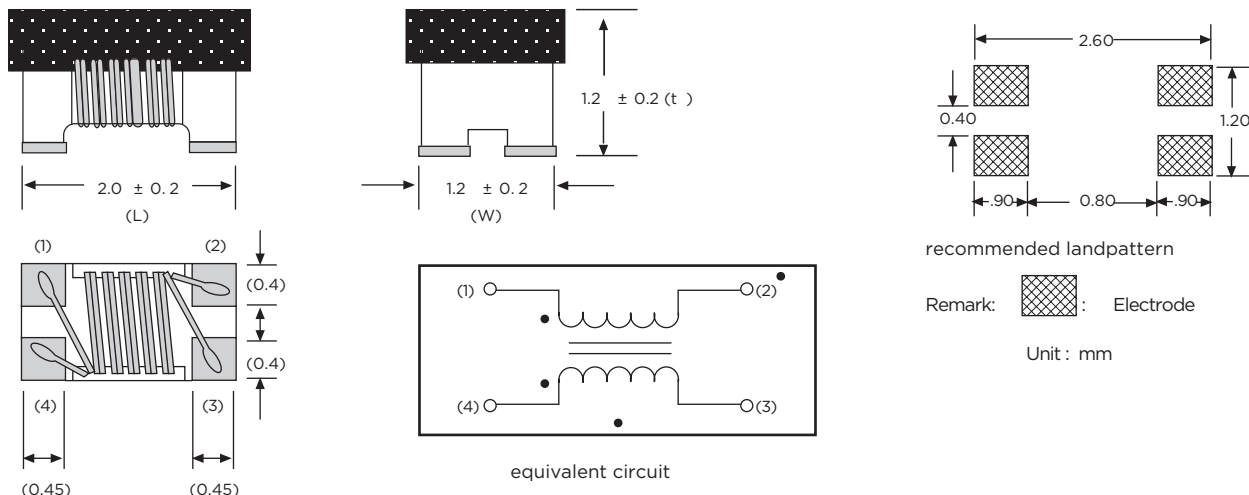 1.2 ± 0.2 (t )
2.0 ± 0. 2
(L)
1.2 ± 0. 2
(W)
2.60
0.40
1.20
.90
0.80
.90
recommended landpattern
Remark: : Electrode
Unit : mm
(1)
(2)
(0.4)
(0.4)
(4)
(3)
(0.45)
(0.45)
(1)
(2)
(4)
(3)
equivalent circuit